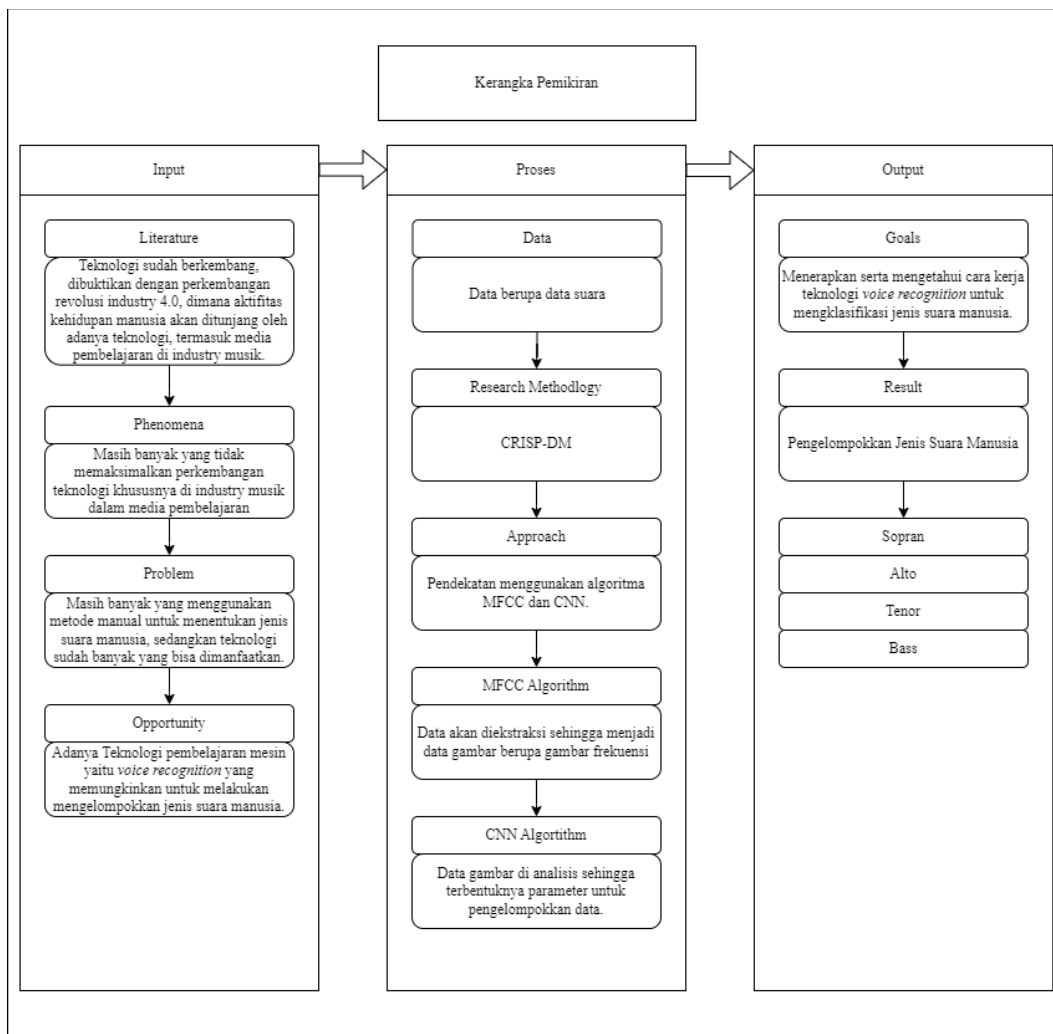 Kerangka Pemikiran
Input
Literature
Teknologi sudah berkembang,
dibuktikan dengan perkembangan
revolusi industry 4.0, dimana aktifitas
kehidupan manusia akan ditunjang oleh
adanya teknologi, termasuk media
pembelajaran di industry musik.
Phenomena
Masih banyak yang tidak
memaksimalkan perkembangan
teknologi khususnya di industry musik
dalam media pembelajaran
Problem
Masih banyak yang menggunakan
metode manual untuk menentukan jenis
suara manusia, sedangkan teknologi
sudah banyak yang bisa dimanfaatkan.
Opportunity
Adanya Teknologi pembelajaran mesin
yaitu voice recognition yang
memungkinkan untuk melakukan
mengelompokkan jenis suara manusia.
Proses
Data
Data berupa data suara
Research Methodlogy
CRISP-DM
Approach
Pendekatan menggunakan algoritma
MFCC dan CNN.
MFCC Algorithm
Data akan diekstraksi sehingga menjadi
data gambar berupa gambar frekuensi
CNN Algortithm
Data gambar di analisis sehingga
terbentuknya parameter untuk
pengelompokkan data.
Output
Goals
Menerapkan serta mengetahui cara kerja
teknologi voice recognition untuk
mengklasifikasi jenis suara manusia.
Result
Pengelompokkan Jenis Suara Manusia
Sopran
Alto
Tenor
Bass